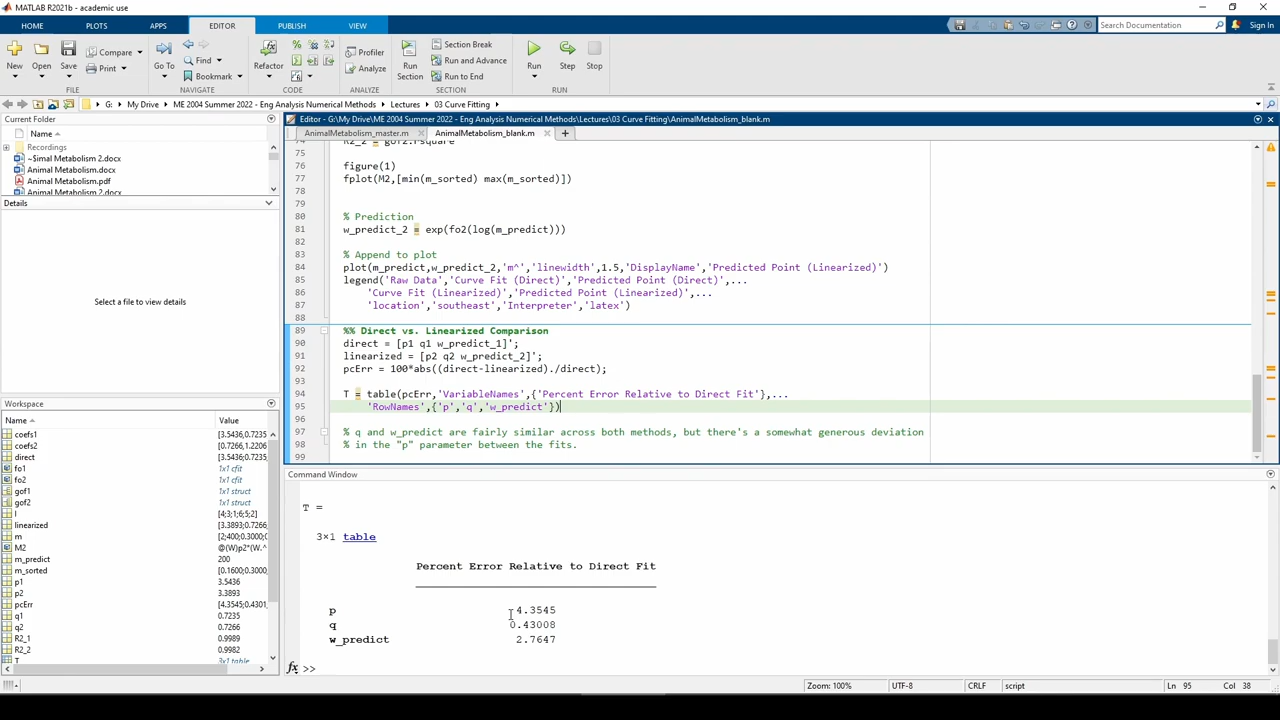 MATLAB R2021b - academic use
HOME PLOTS APPS EDITOR PUBLISH VIEW
Search Documentation Sign In
New Open Save Compare Print Go To Find Bookmark Refactor Profiler Analyze Run Section Section Break Run and Advance Run to End Run Step Stop
FILE NAVIGATE CODE ANALYZE SECTION RUN
G: My Drive ME 2004 Summer 2022 - Eng Analysis Numerical Methods Lectures 03 Curve Fitting
Current Folder
Name
Recordings
~$imal Metabolism 2.docx
Animal Metabolism.docx
Animal Metabolism.pdf
Animal Metabolism 2.docx
Details
Select a file to view details
Workspace
Name Value
coefs1 [3.5436,0.7235
coefs2 [0.7266,1.2206
direct [3.5436;0.7235
fo1 1x1 cfit
fo2 1x1 cfit
gof1 1x1 struct
gof2 1x1 struct
l [4;3;1;6;5;2]
linearized [3.3893;0.7266
m [2;400;0.3000;
M2 @(W)p2*(W.^
m_predict 200
m_sorted [0.1600;0.3000
p1 3.5436
p2 3.3893
pcErr [4.3545;0.4301
q1 0.7235
q2 0.7266
R2_1 0.9989
R2_2 0.9982
T 3x1 table
Editor - G:\My Drive\ME 2004 Summer 2022 - Eng Analysis Numerical Methods\Lectures\03 Curve Fitting\AnimalMetabolism_blank.m
AnimalMetabolism_master.m AnimalMetabolism_blank.m
74 R2_2 = gof2.rsquare
75
76 figure(1)
77 fplot(M2,[min(m_sorted) max(m_sorted)])
78
79
80 % Prediction
81 w_predict_2 = exp(fo2(log(m_predict)))
82
83 % Append to plot
84 plot(m_predict,w_predict_2,'m^','linewidth',1.5,'DisplayName','Predicted Point (Linearized)')
85 legend('Raw Data','Curve Fit (Direct)','Predicted Point (Direct)',...
86 'Curve Fit (Linearized)','Predicted Point (Linearized)',...
87 'location','southeast','Interpreter','latex')
88
89 %% Direct vs. Linearized Comparison
90 direct = [p1 q1 w_predict_1]';
91 linearized = [p2 q2 w_predict_2]';
92 pcErr = 100*abs((direct-linearized)./direct);
93
94 T = table(pcErr,'VariableNames',{'Percent Error Relative to Direct Fit'},...
95 'RowNames',{'p','q','w_predict'})
96
97 % q and w_predict are fairly similar across both methods, but there's a somewhat generous deviation
98 % in the "p" parameter between the fits.
99
Command Window
T =
3×1 table
Percent Error Relative to Direct Fit
p 4.3545
q 0.43008
w_predict 2.7647
fx >>
Zoom: 100% UTF-8 CRLF script Ln 95 Col 38